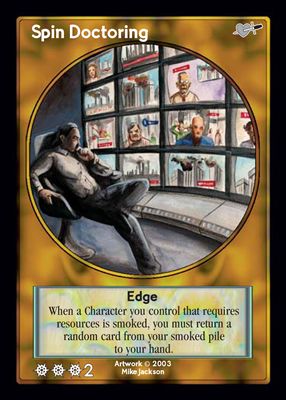 Spin Doctoring
Edge
When a Character you control that requires
resources is smoked, you must return a
random card from your smoked pile
to your hand.
2
Artwork © 2003
Mike Jackson